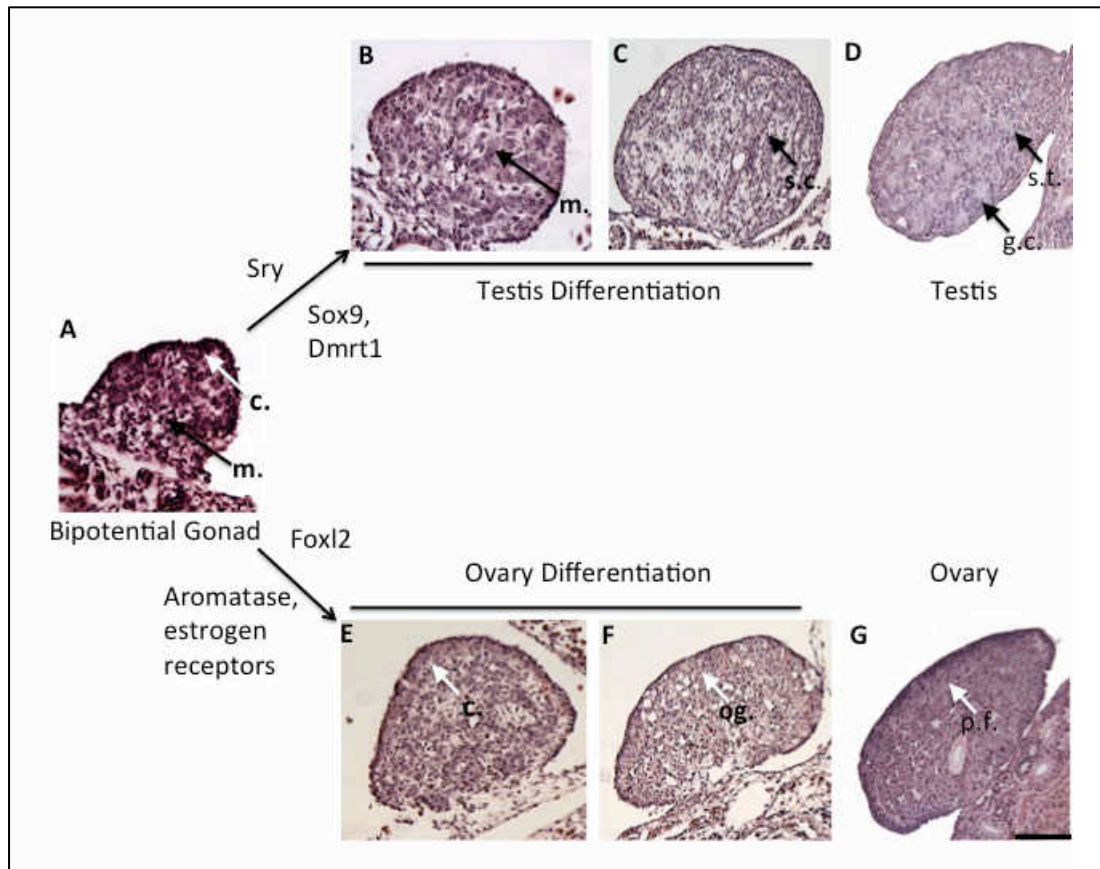 B
C
D
m.
s.c.
s.t.
g.c.
Sry
Testis Differentiation
Testis
Sox9,
Dmrt1
A
c.
m.
Bipotential Gonad
Foxl2
Ovary Differentiation
Ovary
Aromatase,
estrogen
receptors
E
F
G
c.
og.
p.f.